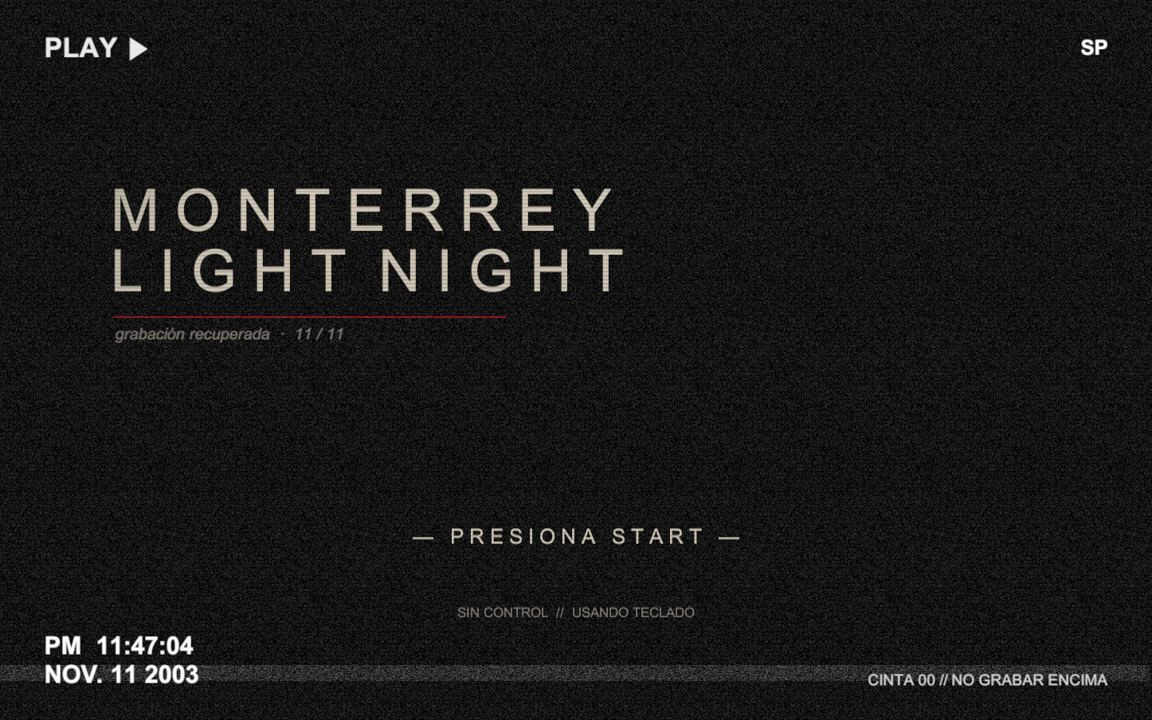 PLAY ▶
SP
MONTERREY
LIGHT NIGHT
grabación recuperada · 11 / 11
— PRESIONA START —
SIN CONTROL // USANDO TECLADO
PM 11:47:04
NOV. 11 2003
CINTA 00 // NO GRABAR ENCIMA